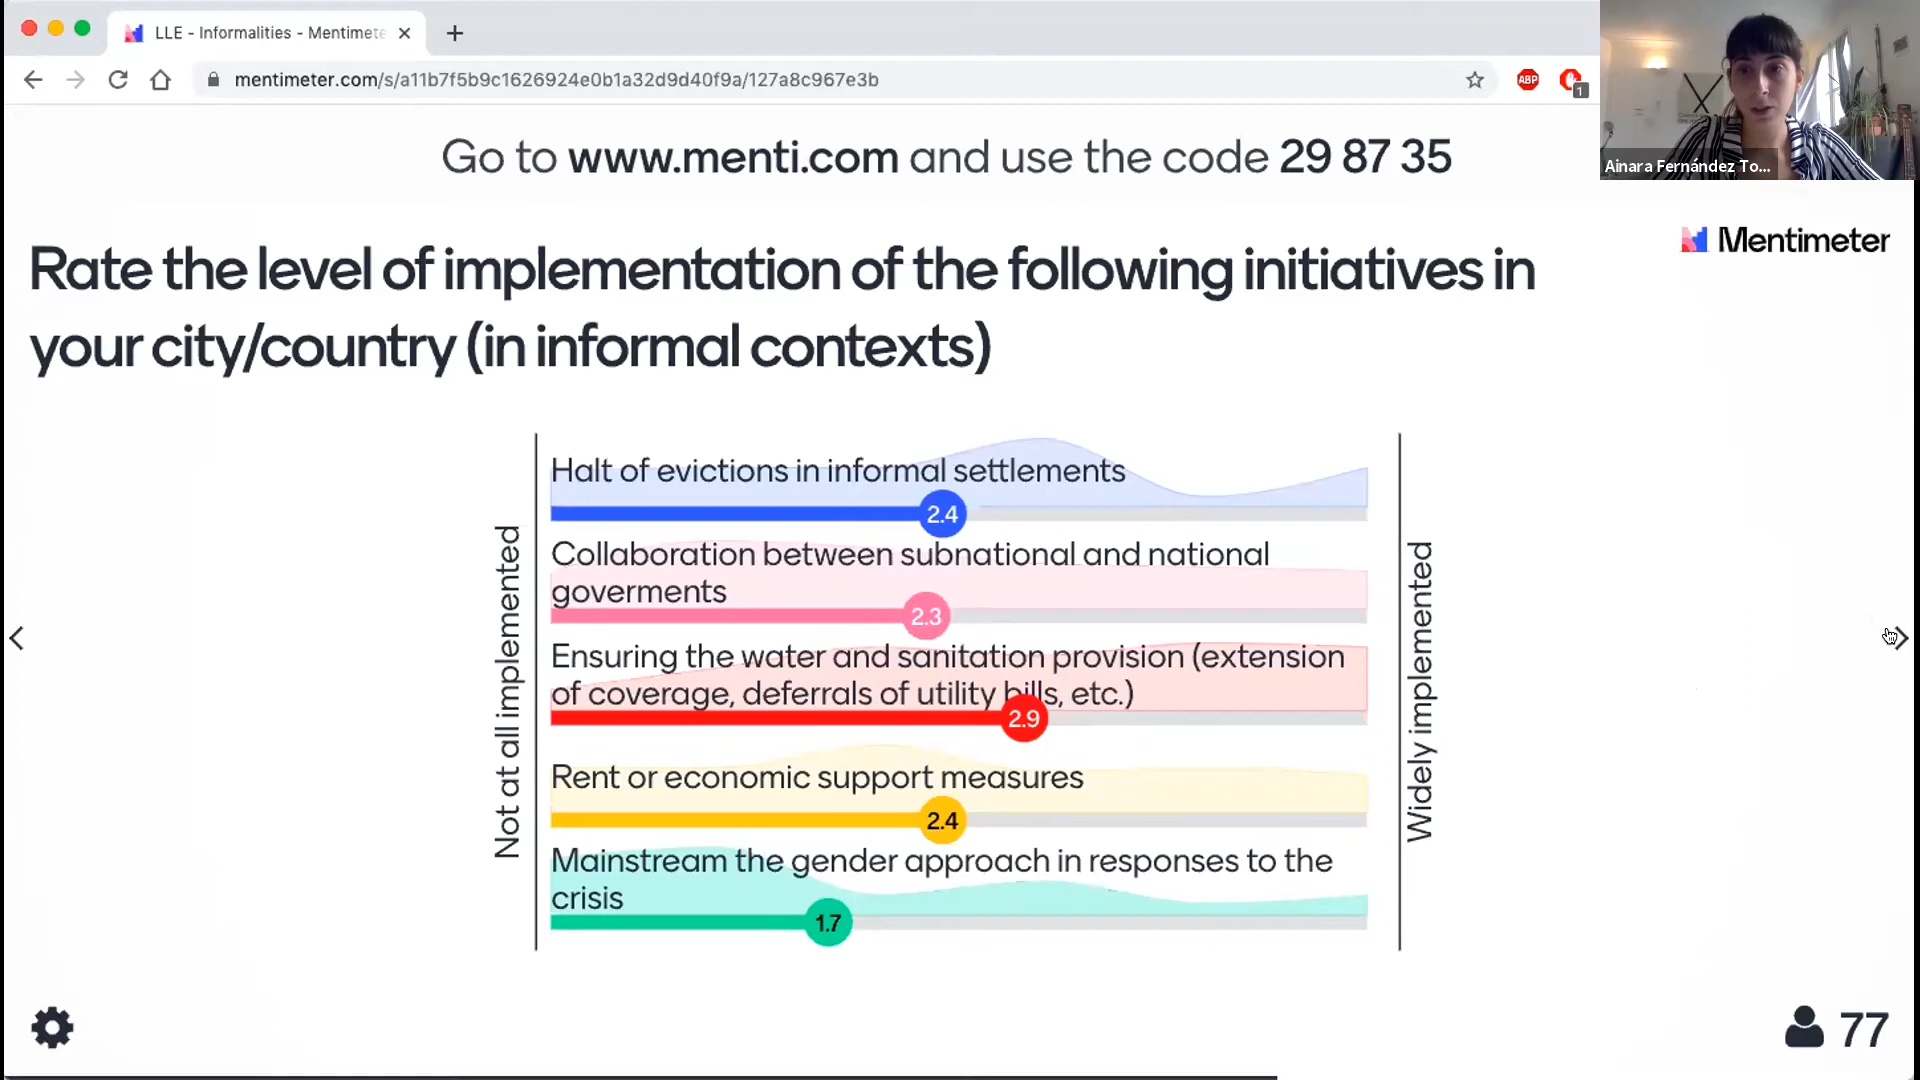 LLE - Informalities - Mentimete
mentimeter.com/s/a11b7f5b9c1626924e0b1a32d9d40f9a/127a8c967e3b
ABP
1
Ainara Fernández To...
Go to www.menti.com and use the code 29 87 35
Mentimeter
Rate the level of implementation of the following initiatives in
your city/country (in informal contexts)
Not at all implemented
Halt of evictions in informal settlements
2.4
Collaboration between subnational and national
goverments
2.3
Ensuring the water and sanitation provision (extension
of coverage, deferrals of utility bills, etc.)
2.9
Rent or economic support measures
2.4
Mainstream the gender approach in responses to the
crisis
1.7
Widely implemented
77